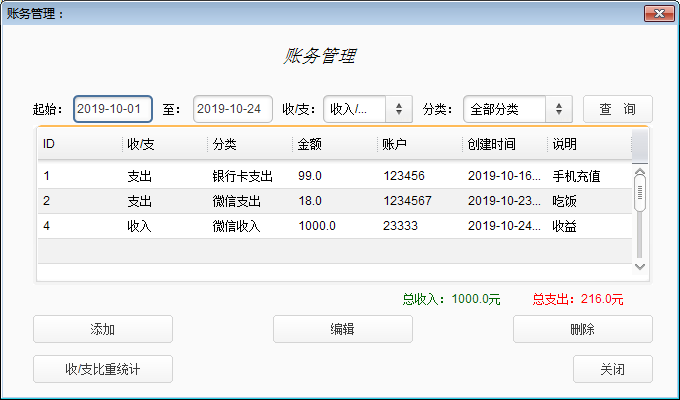 账务管理：
账务管理
起始： 2019-10-01 至： 2019-10-24 收/支： 收入/... 分类： 全部分类 查 询
ID 收/支 分类 金额 账户 创建时间 说明
1 支出 银行卡支出 99.0 123456 2019-10-16... 手机充值
2 支出 微信支出 18.0 1234567 2019-10-23... 吃饭
4 收入 微信收入 1000.0 23333 2019-10-24... 收益
总收入：1000.0元 总支出：216.0元
添加 编辑 删除
收/支比重统计 关闭